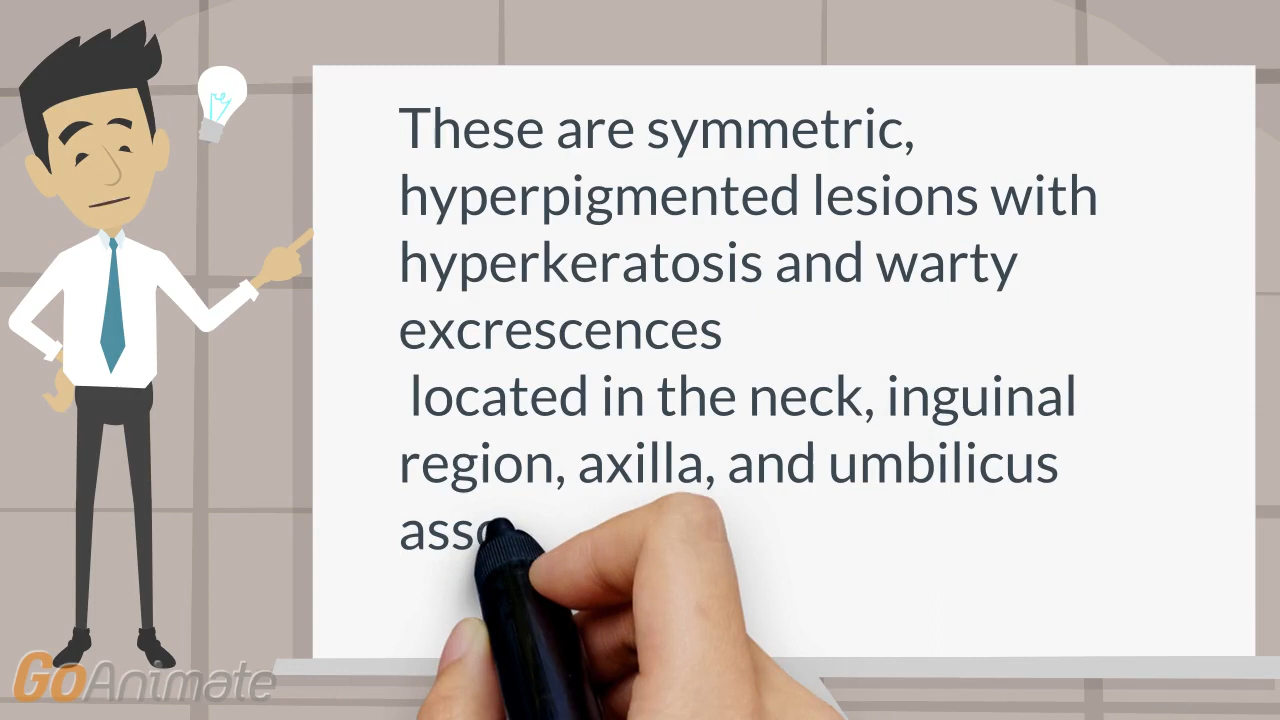 These are symmetric,
hyperpigmented lesions with
hyperkeratosis and warty
excrescences
located in the neck, inguinal
region, axilla, and umbilicus
GoAnimate